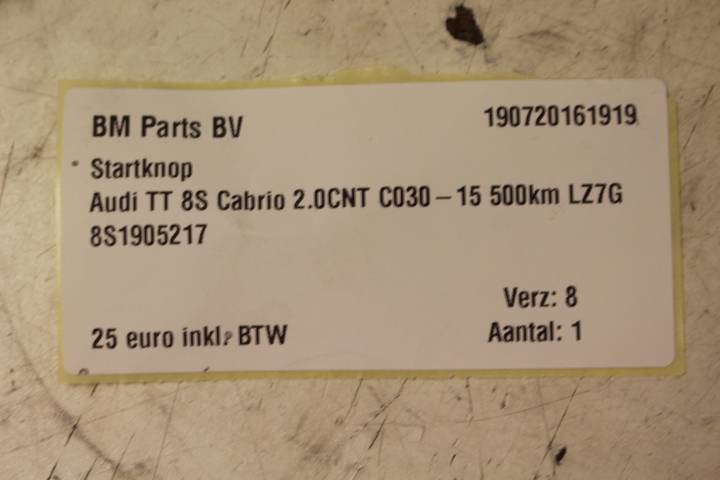 BM Parts BV
190720161919
Startknop
Audi TT 8S Cabrio 2.0CNT C030 – 15 500km LZ7G
8S1905217
Verz: 8
25 euro inkl. BTW
Aantal: 1